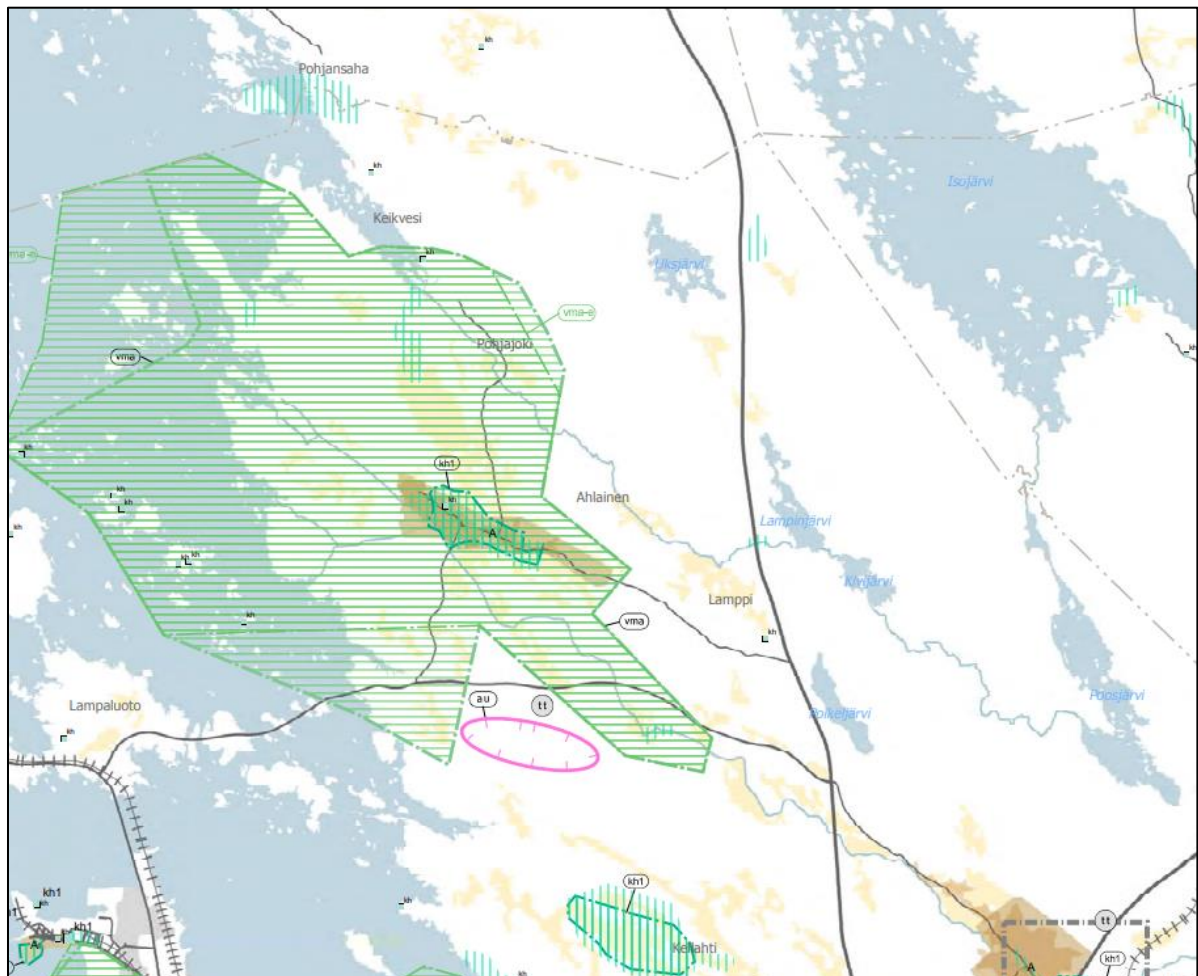 kh
Pohjansaha
kh
Isojärvi
Keikvesi
vma-e
kh
Uksjärvi
vma-e
Pohjajoki
vma
kh
kh1
kh
kh
Ahlainen
Lampinjärvi
A
kh
kh
kh
Kivijärvi
Lamppi
kh
vma
kh
Poosjärvi
au
Lampaluoto
tt
Poikeljärvi
kh
kh1
kh1
kh
kh
tt
kh1
A
Kellahti
kh1
A